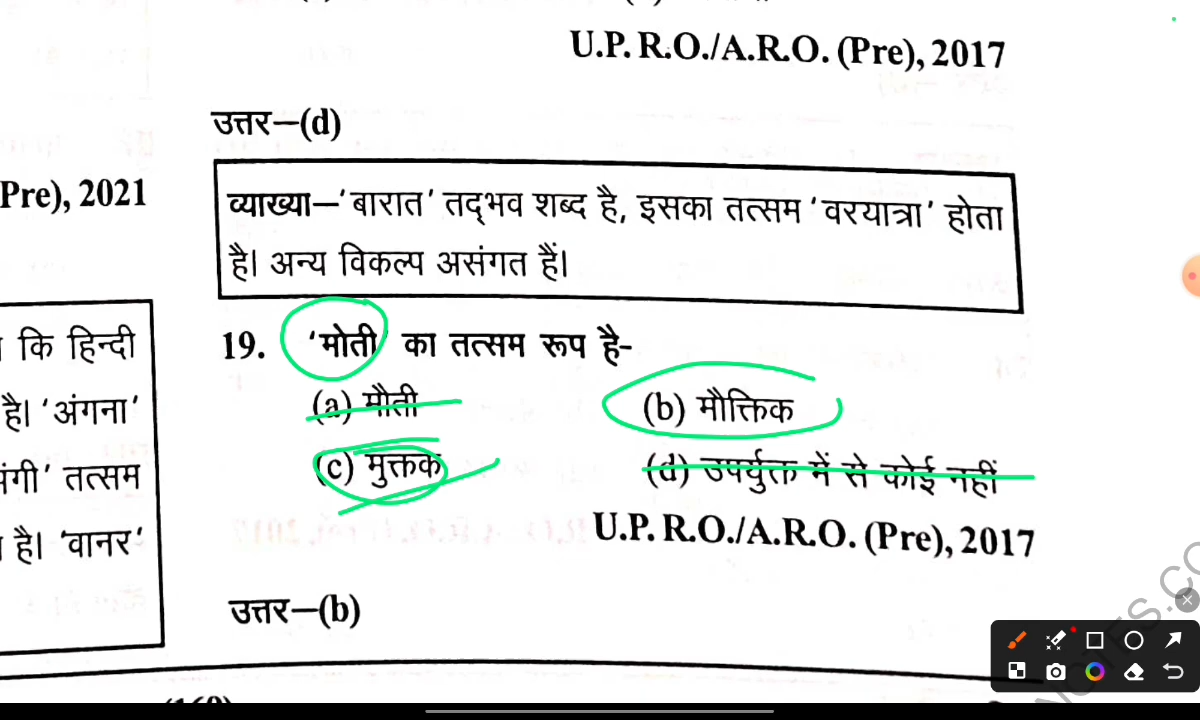 U.P. R.O./A.R.O. (Pre), 2017
उत्तर–(d)
Pre), 2021
व्याख्या–'बारात' तद्भव शब्द है, इसका तत्सम 'वरयात्रा' होता
है। अन्य विकल्प असंगत हैं।
कि हिन्दी
है। 'अंगना'
तत्सम
है। 'वानर'
19. 'मोती' का तत्सम रूप है-
(a) मौती (b) मौक्तिक
(c) मुक्तक (d) उपर्युक्त में से कोई नहीं
U.P. R.O./A.R.O. (Pre), 2017
उत्तर–(b)